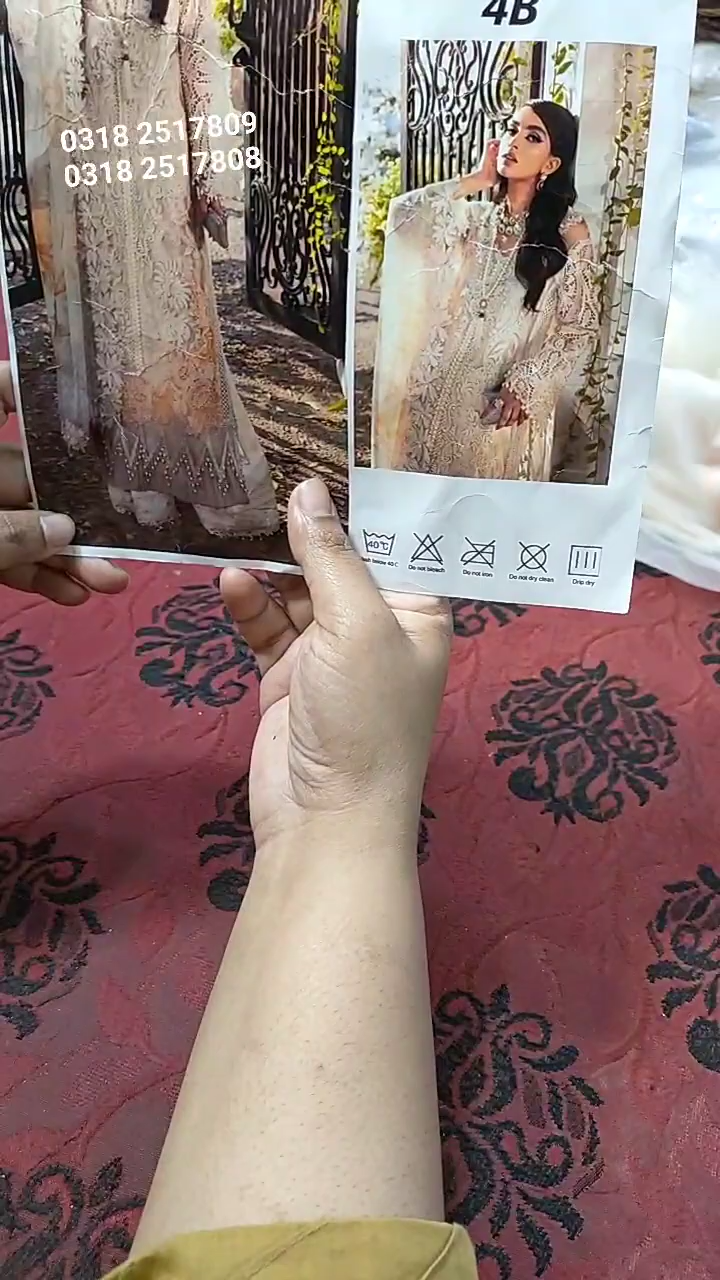 4B
0318 2517809
0318 2517808
40°C
Do not bleach
Do not iron
Do not dry clean
Drip dry